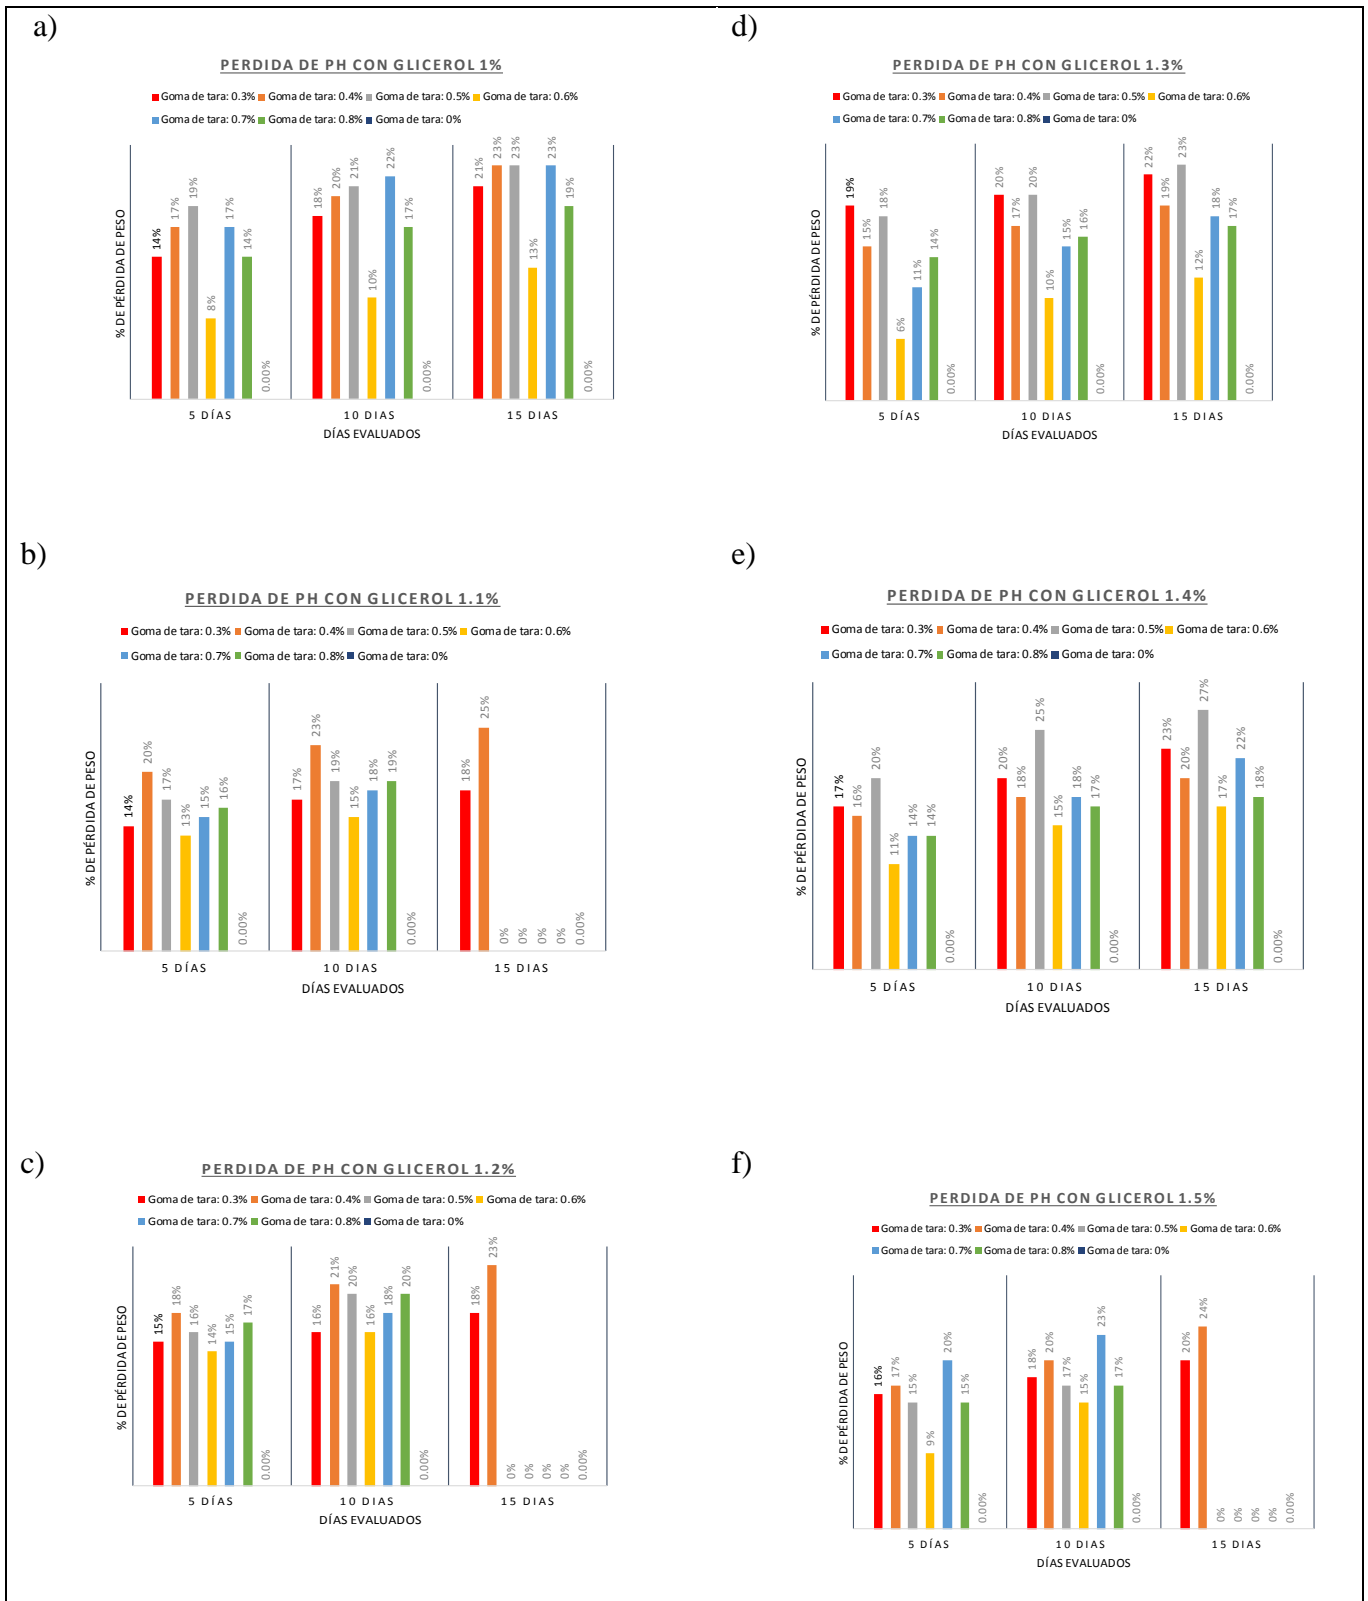 a)
PERDIDA DE PH CON GLICEROL 1%
Goma de tara: 0.3% Goma de tara: 0.4% Goma de tara: 0.5% Goma de tara: 0.6%
Goma de tara: 0.7% Goma de tara: 0.8% Goma de tara: 0%
% DE PÉRDIDA DE PESO
14% 17% 19% 8% 17% 14% 0.00%
18% 20% 21% 10% 22% 17% 0.00%
21% 23% 23% 13% 23% 19% 0.00%
5 DÍAS 10 DIAS 15 DIAS
DÍAS EVALUADOS
d)
PERDIDA DE PH CON GLICEROL 1.3%
Goma de tara: 0.3% Goma de tara: 0.4% Goma de tara: 0.5% Goma de tara: 0.6%
Goma de tara: 0.7% Goma de tara: 0.8% Goma de tara: 0%
% DE PÉRDIDA DE PESO
19% 15% 18% 6% 11% 14% 0.00%
20% 17% 20% 10% 15% 16% 0.00%
22% 19% 23% 12% 18% 17% 0.00%
5 DÍAS 10 DIAS 15 DIAS
DÍAS EVALUADOS
b)
PERDIDA DE PH CON GLICEROL 1.1%
Goma de tara: 0.3% Goma de tara: 0.4% Goma de tara: 0.5% Goma de tara: 0.6%
Goma de tara: 0.7% Goma de tara: 0.8% Goma de tara: 0%
% DE PÉRDIDA DE PESO
14% 20% 17% 13% 15% 16% 0.00%
17% 23% 19% 15% 18% 19% 0.00%
18% 25% 0% 0% 0% 0% 0.00%
5 DÍAS 10 DIAS 15 DIAS
DÍAS EVALUADOS
e)
PERDIDA DE PH CON GLICEROL 1.4%
Goma de tara: 0.3% Goma de tara: 0.4% Goma de tara: 0.5% Goma de tara: 0.6%
Goma de tara: 0.7% Goma de tara: 0.8% Goma de tara: 0%
% DE PÉRDIDA DE PESO
17% 16% 20% 11% 14% 14% 0.00%
20% 18% 25% 15% 18% 17% 0.00%
23% 20% 27% 17% 22% 18% 0.00%
5 DÍAS 10 DIAS 15 DIAS
DÍAS EVALUADOS
c)
PERDIDA DE PH CON GLICEROL 1.2%
Goma de tara: 0.3% Goma de tara: 0.4% Goma de tara: 0.5% Goma de tara: 0.6%
Goma de tara: 0.7% Goma de tara: 0.8% Goma de tara: 0%
% DE PÉRDIDA DE PESO
15% 18% 16% 14% 15% 17% 0.00%
16% 21% 20% 16% 18% 20% 0.00%
18% 23% 0% 0% 0% 0% 0.00%
5 DÍAS 10 DIAS 15 DIAS
DÍAS EVALUADOS
f)
PERDIDA DE PH CON GLICEROL 1.5%
Goma de tara: 0.3% Goma de tara: 0.4% Goma de tara: 0.5% Goma de tara: 0.6%
Goma de tara: 0.7% Goma de tara: 0.8% Goma de tara: 0%
% DE PÉRDIDA DE PESO
16% 17% 15% 9% 20% 15% 0.00%
18% 20% 17% 15% 23% 17% 0.00%
20% 24% 0% 0% 0% 0% 0.00%
5 DÍAS 10 DIAS 15 DIAS
DÍAS EVALUADOS